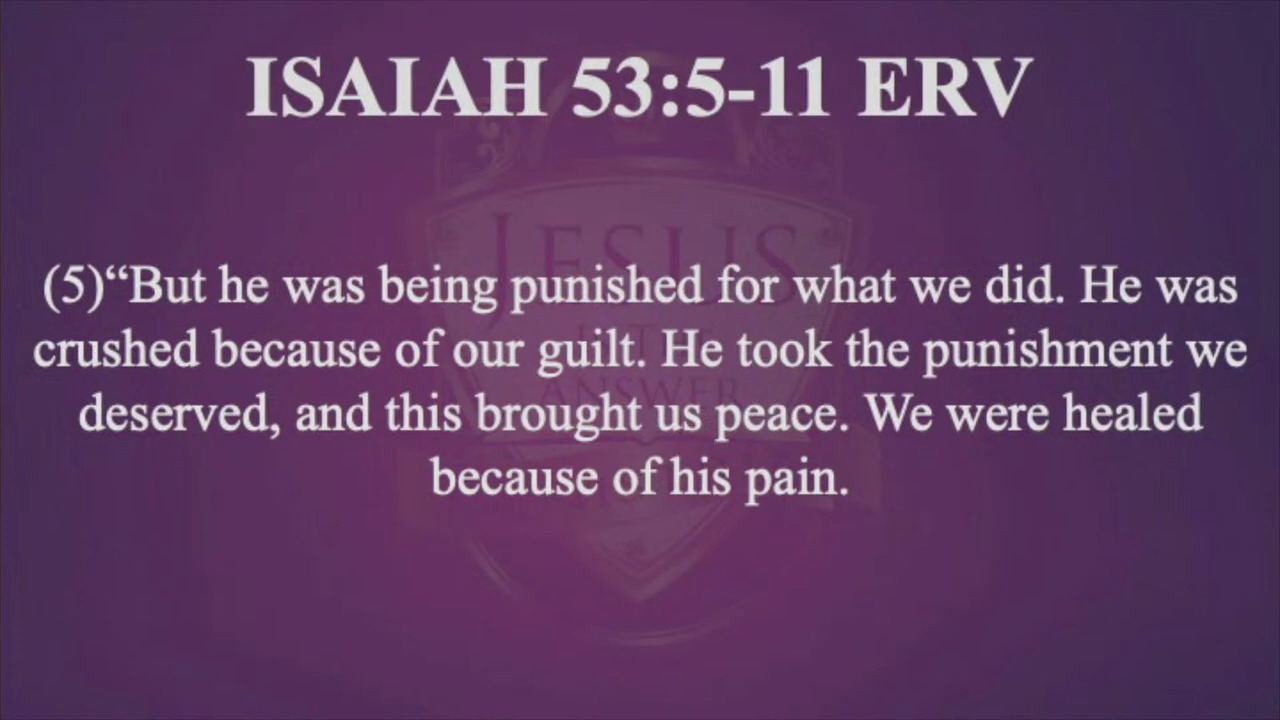 ISAIAH 53:5-11 ERV
JESUS
ANSWER
(5)“But he was being punished for what we did. He was
crushed because of our guilt. He took the punishment we
deserved, and this brought us peace. We were healed
because of his pain.